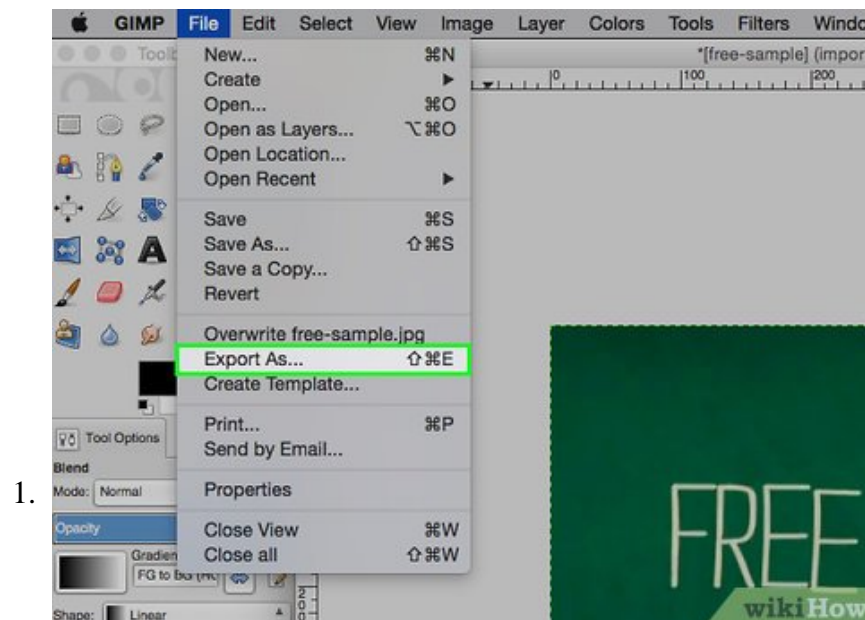 GIMP File Edit Select View Image Layer Colors Tools Filters
New... ⌘N
*[free-sample] (impor
Create
0 100 200
Open... ⌘O
Open as Layers... ⌥⌘O
Open Location...
Open Recent
Save ⌘S
Save As... ⇧⌘S
Save a Copy...
Revert
Overwrite free-sample.jpg
Export As... ⇧⌘E
Create Template...
Print... ⌘P
Tool Options
Send by Email...
Blend
1.
Mode: Normal
Properties
FREE
Opacity
Close View ⌘W
Close all ⇧⌘W
FG to BG
Shape: Linear
wikiHow